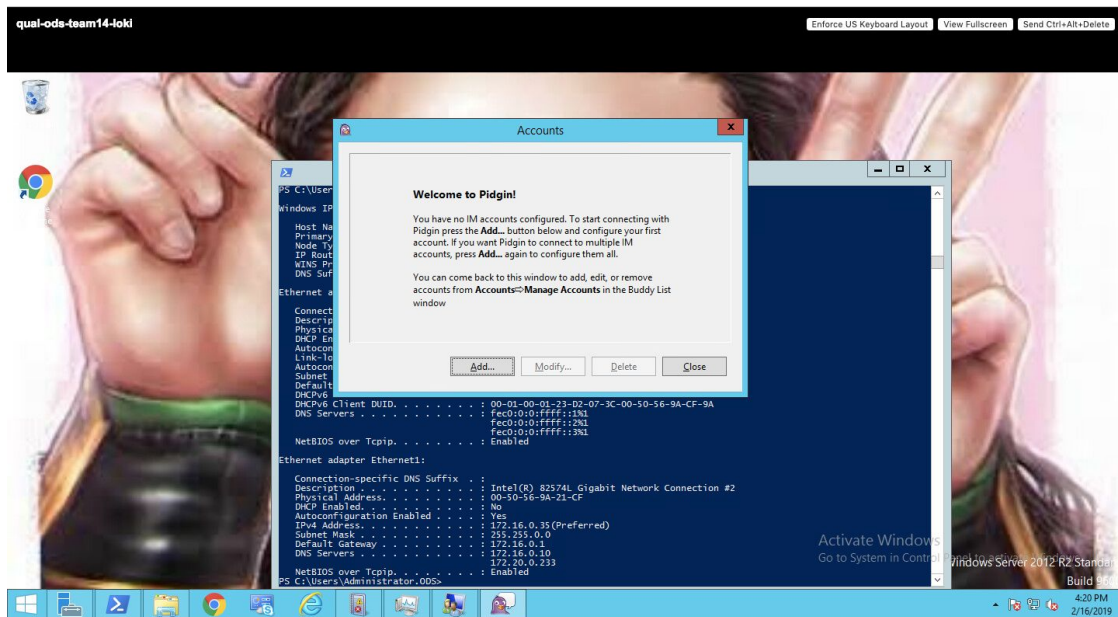 qual-ods-team14-loki
Enforce US Keyboard Layout
View Fullscreen
Send Ctrl+Alt+Delete
Accounts
Welcome to Pidgin!
You have no IM accounts configured. To start connecting with
Pidgin press the Add... button below and configure your first
account. If you want Pidgin to connect to multiple IM
accounts, press Add... again to configure them all.
You can come back to this window to add, edit, or remove
accounts from Accounts⇨Manage Accounts in the Buddy List
window
Add...
Modify...
Delete
Close
PS C:\User
Windows IP
Host Na
Primary
Node Ty
IP Rout
WINS Pr
DNS Suf
Ethernet a
Connect
Descrip
Physica
DHCP En
Autocon
Link-lo
Autocon
Subnet
Default
DHCPv6
DHCPv6 Client DUID. . . . . . . . : 00-01-00-01-23-D2-07-3C-00-50-56-9A-CF-9A
DNS Servers . . . . . . . . . . . : fec0:0:0:ffff::1%1
fec0:0:0:ffff::2%1
fec0:0:0:ffff::3%1
NetBIOS over Tcpip. . . . . . . . : Enabled
Ethernet adapter Ethernet1:
Connection-specific DNS Suffix  . :
Description . . . . . . . . . . . : Intel(R) 82574L Gigabit Network Connection #2
Physical Address. . . . . . . . . : 00-50-56-9A-21-CF
DHCP Enabled. . . . . . . . . . . : No
Autoconfiguration Enabled . . . . : Yes
IPv4 Address. . . . . . . . . . . : 172.16.0.35(Preferred)
Subnet Mask . . . . . . . . . . . : 255.255.0.0
Default Gateway . . . . . . . . . : 172.16.0.1
DNS Servers . . . . . . . . . . . : 172.16.0.10
172.20.0.233
NetBIOS over Tcpip. . . . . . . . : Enabled
PS C:\Users\Administrator.ODS>
Activate Windows
Go to System in Control Panel to activate
Windows Server 2012 R2 Standar
Build 96
4:20 PM
2/16/2019